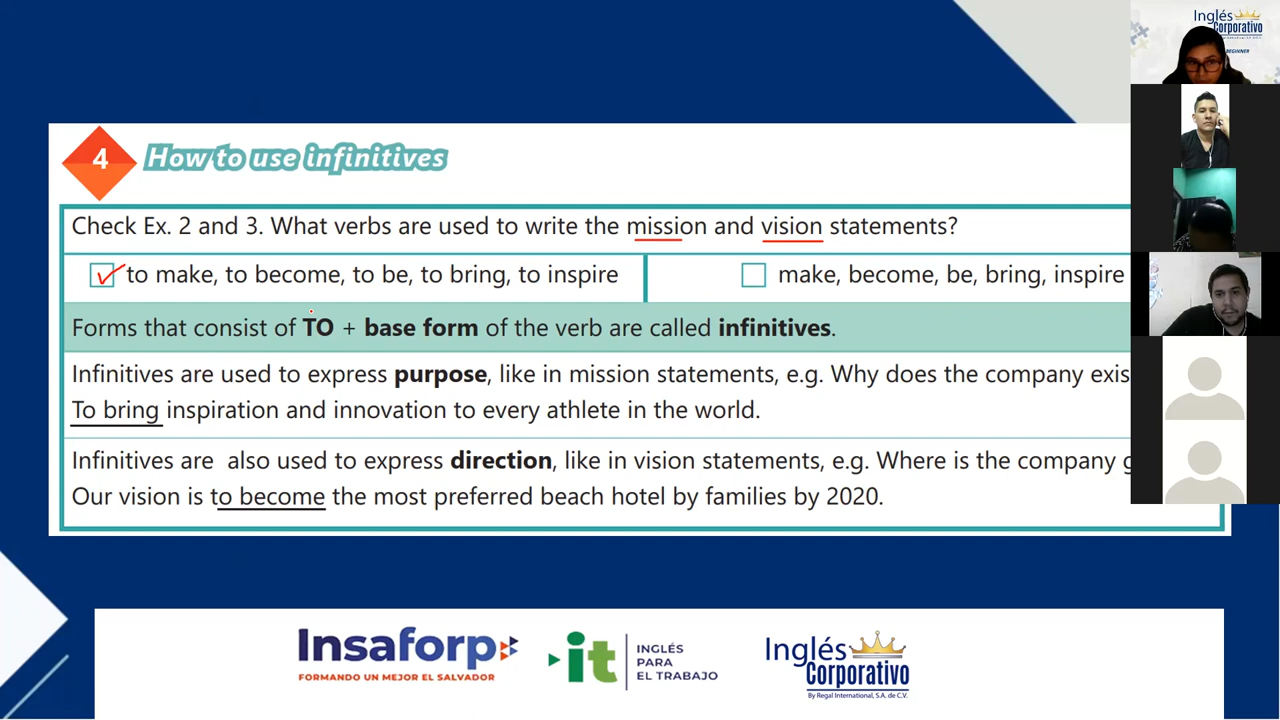 4 How to use infinitives
Check Ex. 2 and 3. What verbs are used to write the mission and vision statements?
to make, to become, to be, to bring, to inspire
make, become, be, bring, inspire
Forms that consist of TO + base form of the verb are called infinitives.
Infinitives are used to express purpose, like in mission statements, e.g. Why does the company exis
To bring inspiration and innovation to every athlete in the world.
Infinitives are also used to express direction, like in vision statements, e.g. Where is the company g
Our vision is to become the most preferred beach hotel by families by 2020.
Insaforp
FORMANDO UN MEJOR EL SALVADOR
it
INGLÉS
PARA
EL TRABAJO
Inglés
Corporativo
By Regal International, S.A. de C.V.
Inglés
Corporativo
BEGINNER